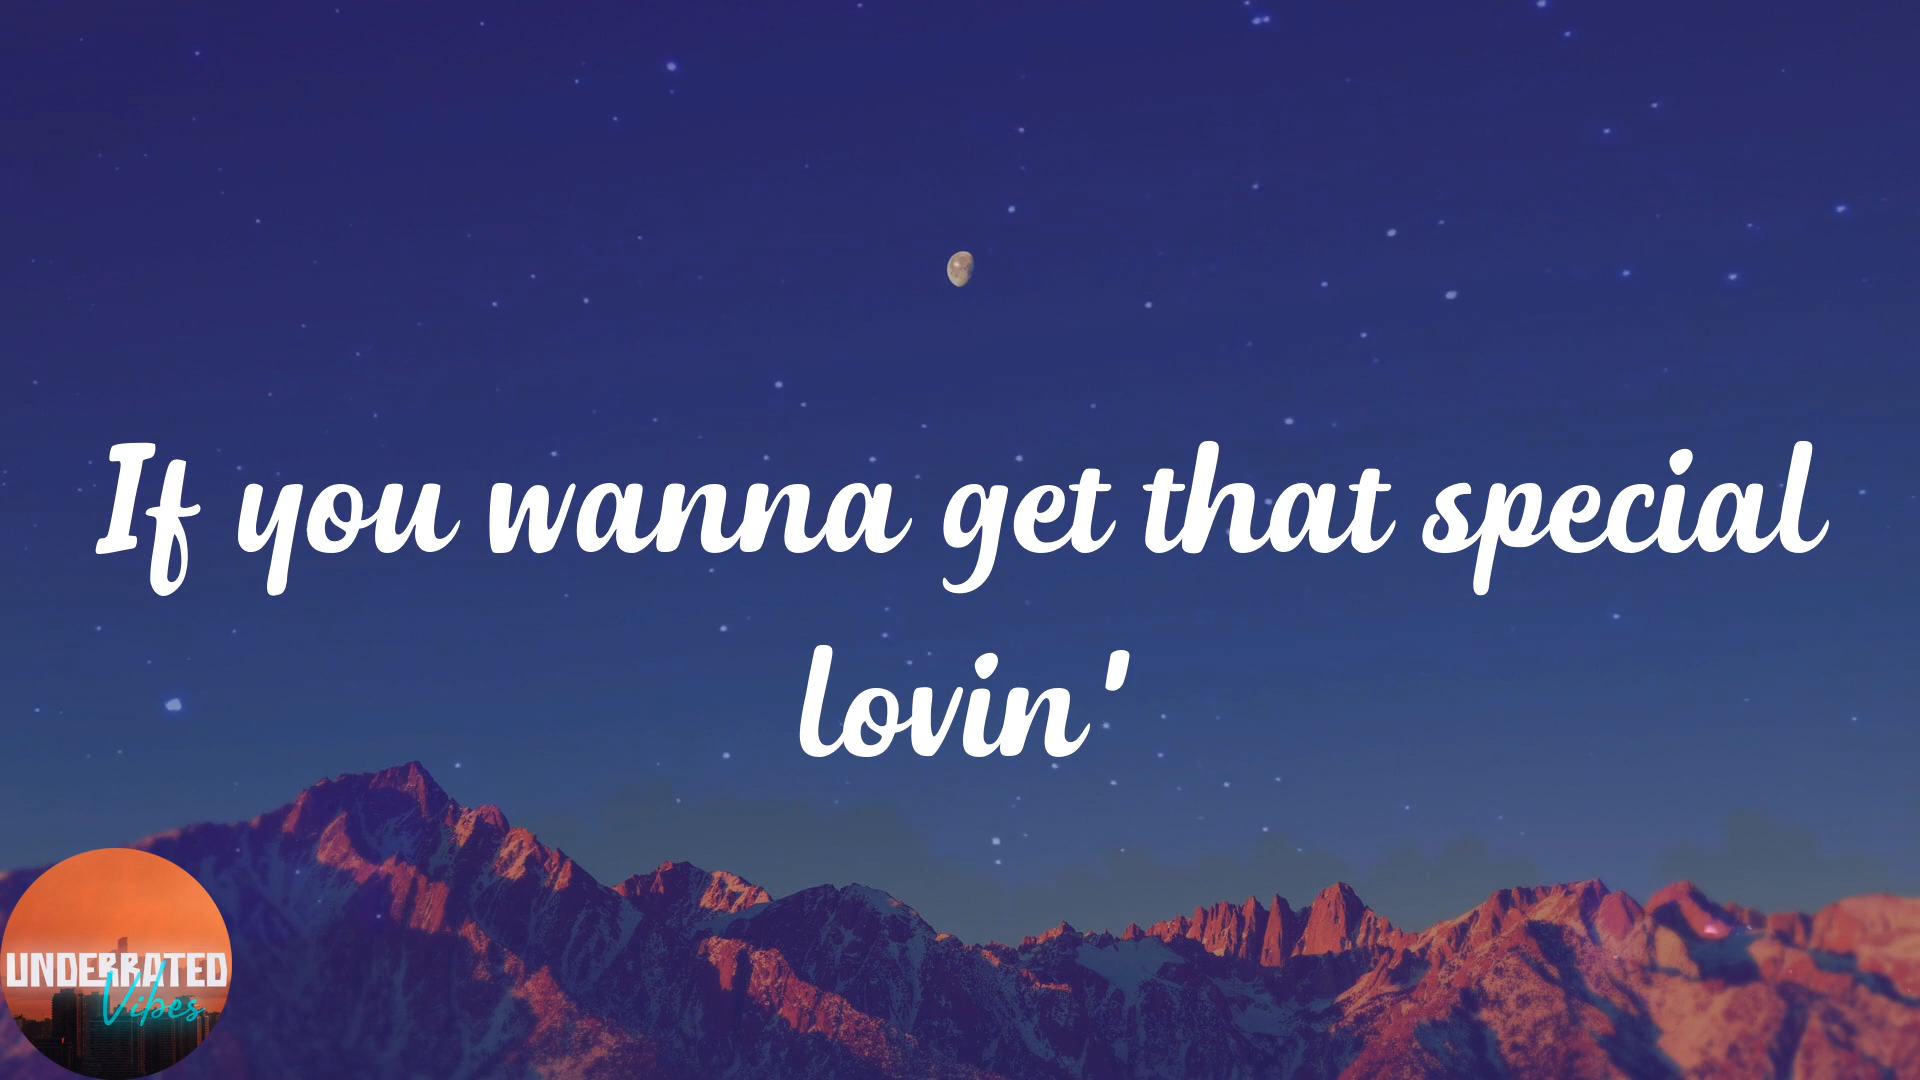 If you wanna get that special
lovin'
UNDERRATED
Vibes